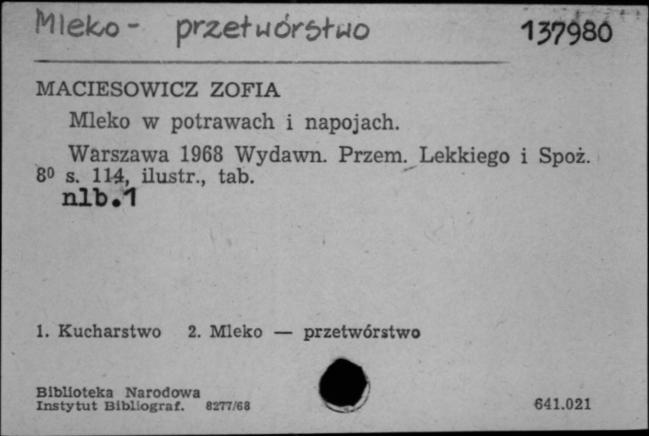 Mleko - przetwórstwo 137980
MACIESOWICZ ZOFIA
Mleko w potrawach i napojach.
Warszawa 1968 Wydawn. Przem. Lekkiego i Spoż.
8⁰ s. 114, ilustr., tab.
nlb.1
1. Kucharstwo 2. Mleko — przetwórstwo
Biblioteka Narodowa
Instytut Bibliograf. 8277/68 641.021